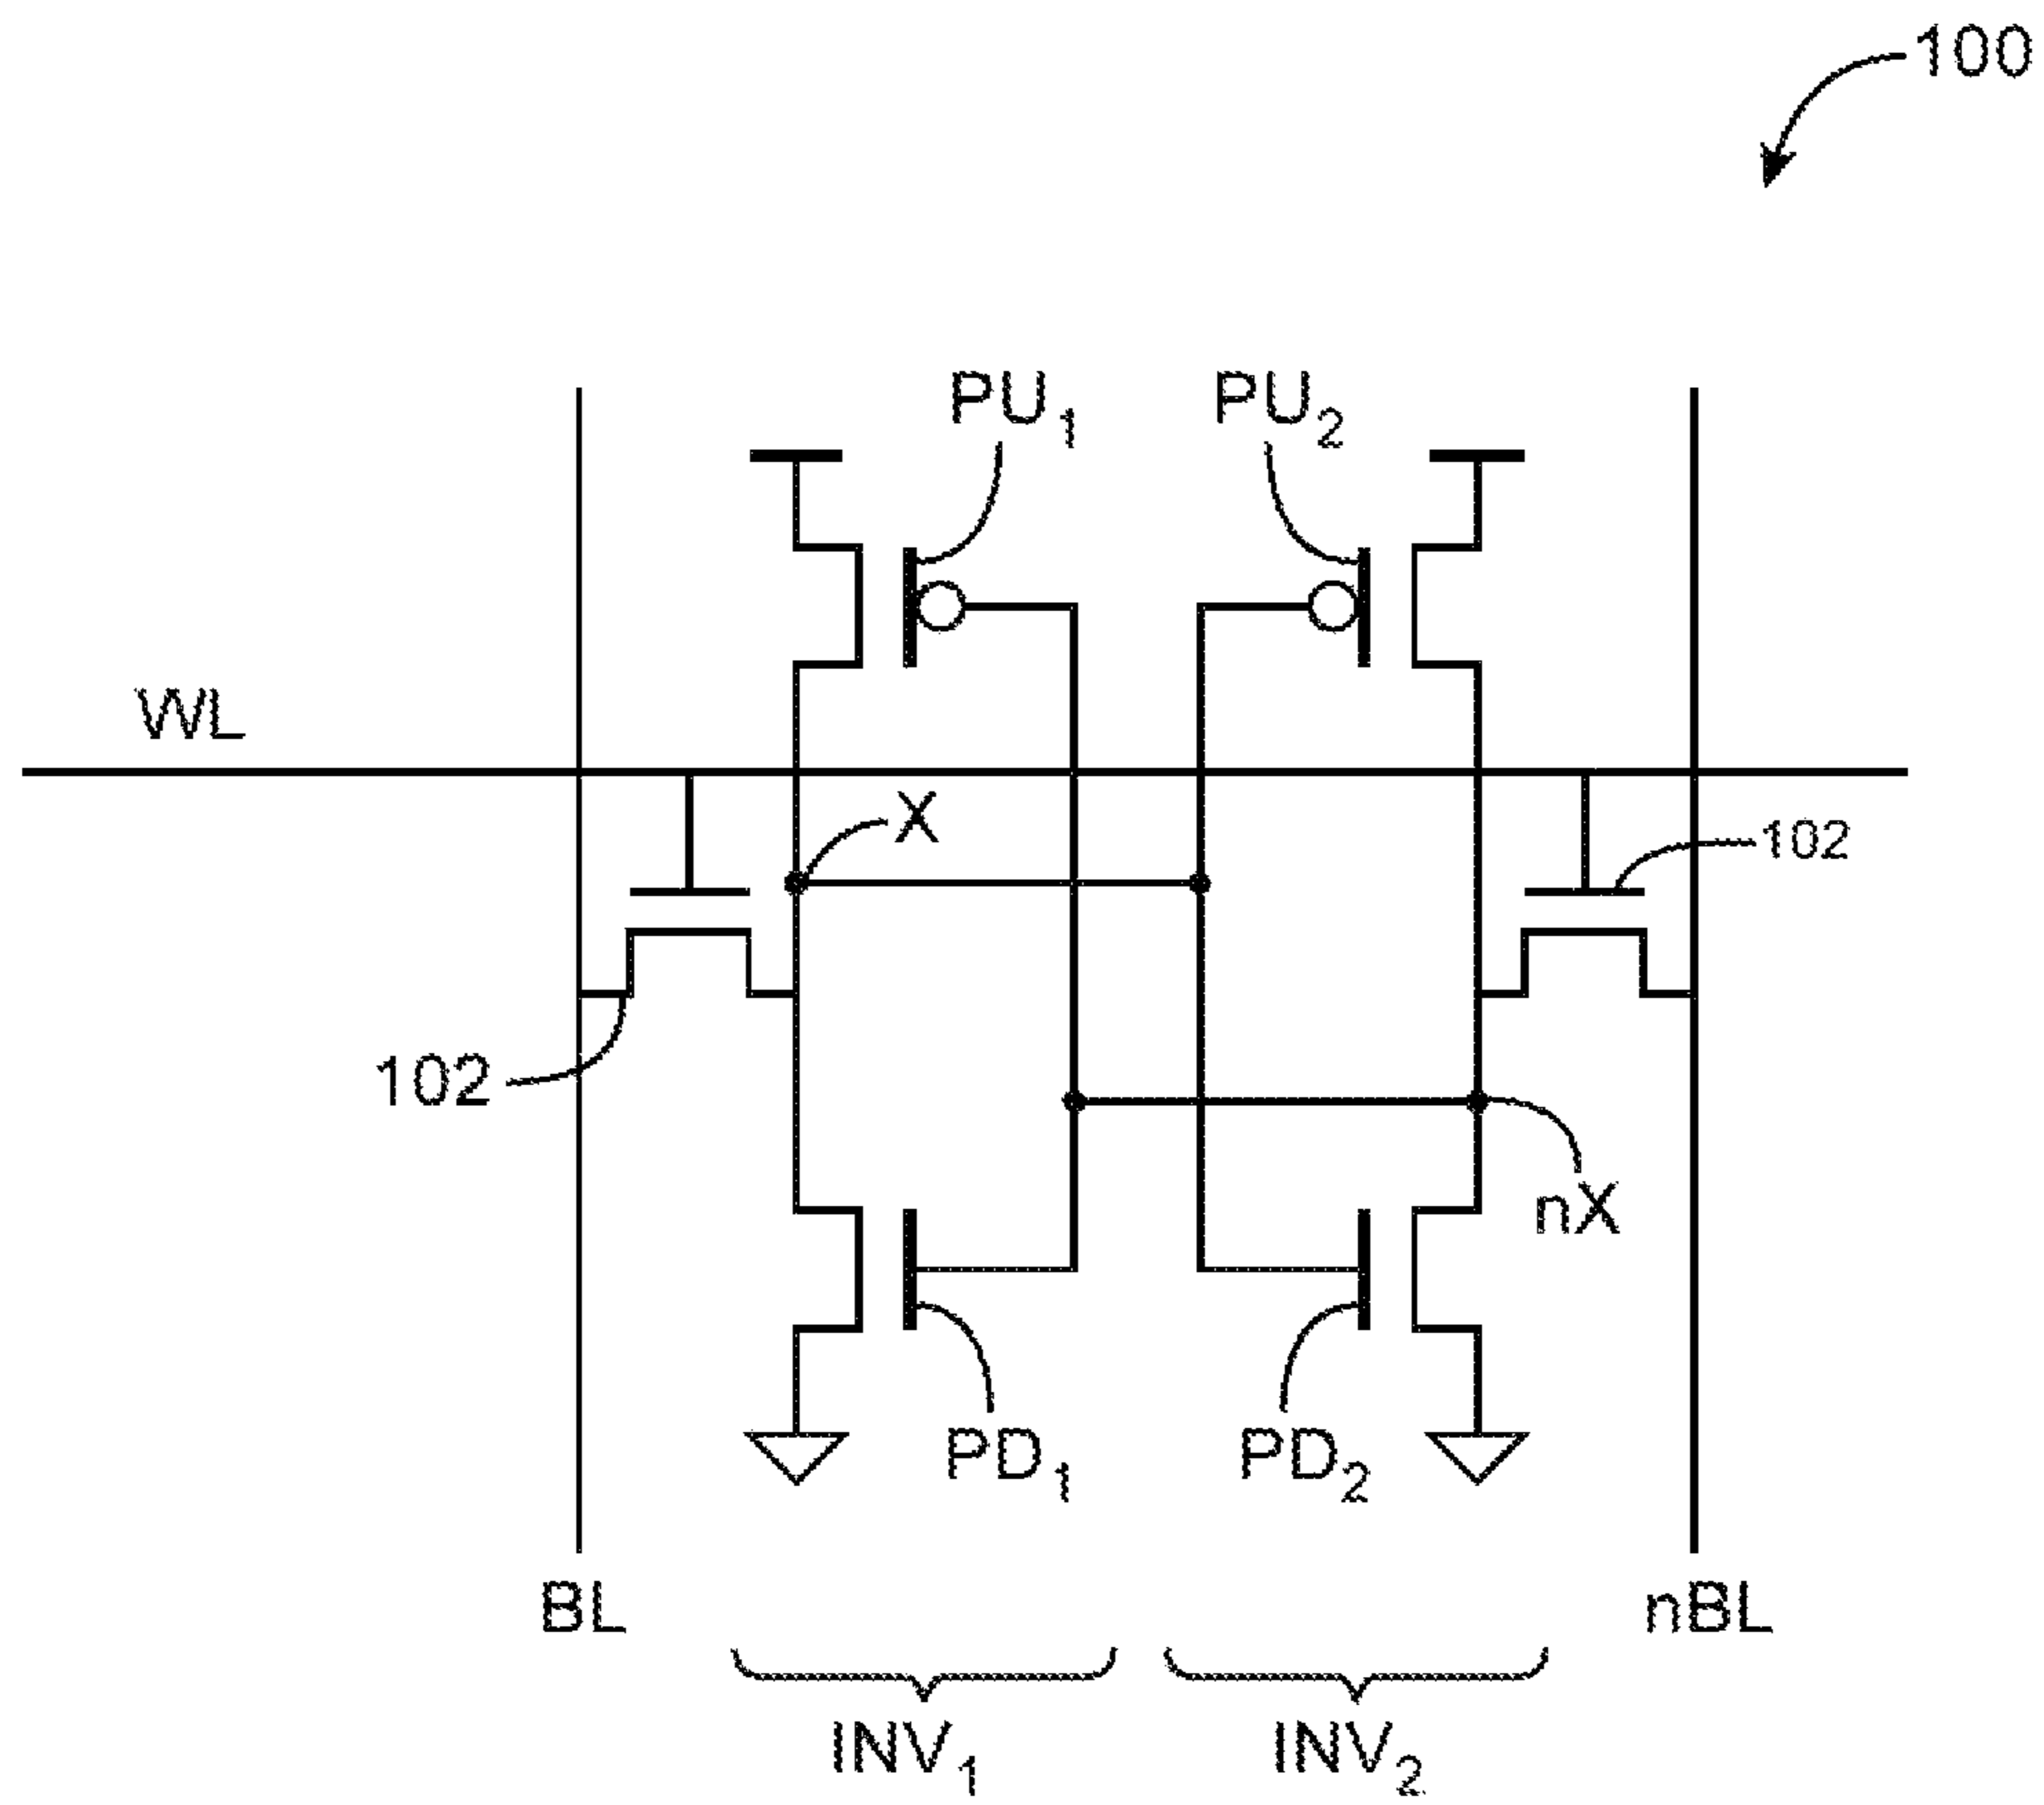 100
PU₁ PU₂
WL
X
102
102
nX
PD₁ PD₂
BL nBL
INV₁ INV₂